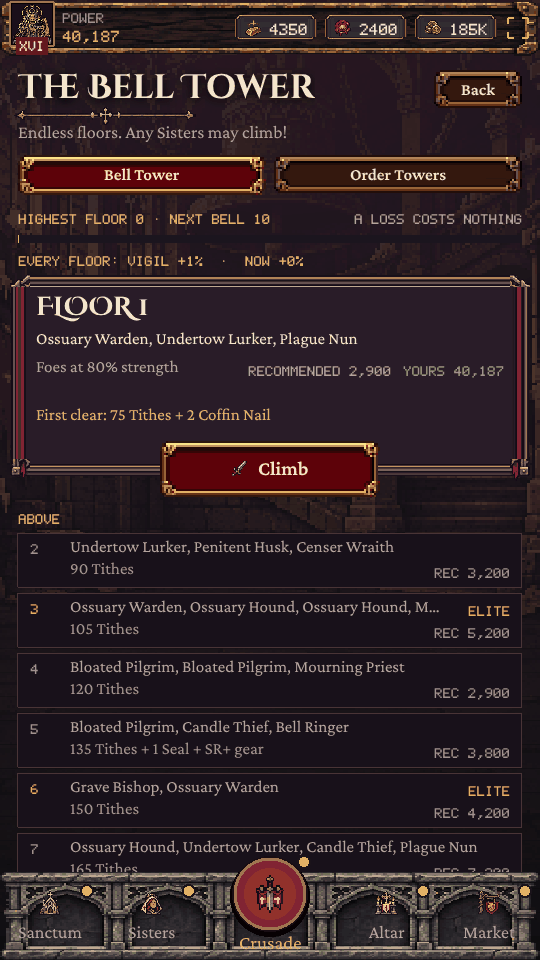 POWER
40,187
XVI
4350
2400
185K
THE BELL TOWER
Back
Endless floors. Any Sisters may climb!
Bell Tower
Order Towers
HIGHEST FLOOR 0 · NEXT BELL 10
A LOSS COSTS NOTHING
EVERY FLOOR: VIGIL +1% · NOW +0%
FLOOR 1
Ossuary Warden, Undertow Lurker, Plague Nun
Foes at 80% strength
RECOMMENDED 2,900 YOURS 40,187
First clear: 75 Tithes + 2 Coffin Nail
Climb
ABOVE
2 Undertow Lurker, Penitent Husk, Censer Wraith
90 Tithes
REC 3,200
3 Ossuary Warden, Ossuary Hound, Ossuary Hound, M...
ELITE
105 Tithes
REC 5,200
4 Bloated Pilgrim, Bloated Pilgrim, Mourning Priest
120 Tithes
REC 2,900
5 Bloated Pilgrim, Candle Thief, Bell Ringer
135 Tithes + 1 Seal + SR+ gear
REC 3,800
6 Grave Bishop, Ossuary Warden
ELITE
150 Tithes
REC 4,200
7 Ossuary Hound, Undertow Lurker, Candle Thief, Plague Nun
165 Tithes
Sanctum
Sisters
Crusade
Altar
Market